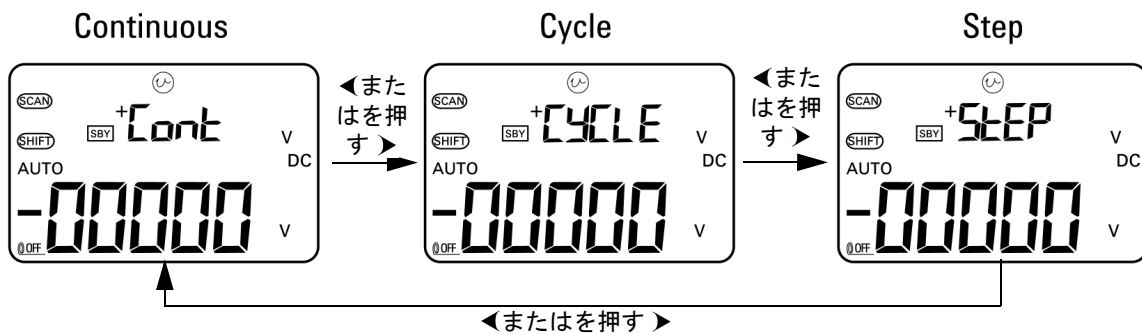 Continuous
Cycle
Step
SCAN
SHIFT
SBY
+Cont
V
DC
AUTO
-00000
V
OFF
◀また
はを押
す ▶
SCAN
SHIFT
SBY
+CYCLE
V
DC
AUTO
-00000
V
OFF
◀また
はを押
す ▶
SCAN
SHIFT
SBY
+StEP
V
DC
AUTO
-00000
V
OFF
◀またはを押す ▶